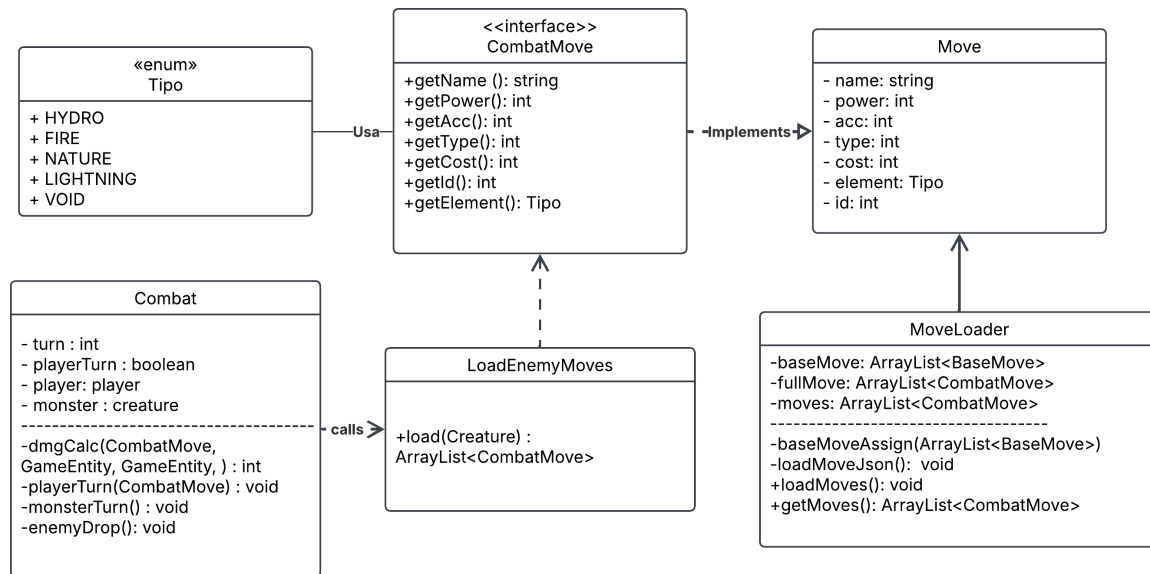 «enum»
Tipo
+ HYDRO
+ FIRE
+ NATURE
+ LIGHTNING
+ VOID
Usa
<<interface>>
CombatMove
+getName (): string
+getPower(): int
+getAcc(): int
+getType(): int
+getCost(): int
+getId(): int
+getElement(): Tipo
Implements
Move
- name: string
- power: int
- acc: int
- type: int
- cost: int
- element: Tipo
- id: int
Combat
- turn : int
- playerTurn : boolean
- player: player
- monster : creature
-dmgCalc(CombatMove,
GameEntity, GameEntity, ) : int
-playerTurn(CombatMove) : void
-monsterTurn() : void
-enemyDrop(): void
calls
LoadEnemyMoves
+load(Creature) :
ArrayList<CombatMove>
MoveLoader
-baseMove: ArrayList<BaseMove>
-fullMove: ArrayList<CombatMove>
-moves: ArrayList<CombatMove>
-baseMoveAssign(ArrayList<BaseMove>)
-loadMoveJson():  void
+loadMoves(): void
+getMoves(): ArrayList<CombatMove>